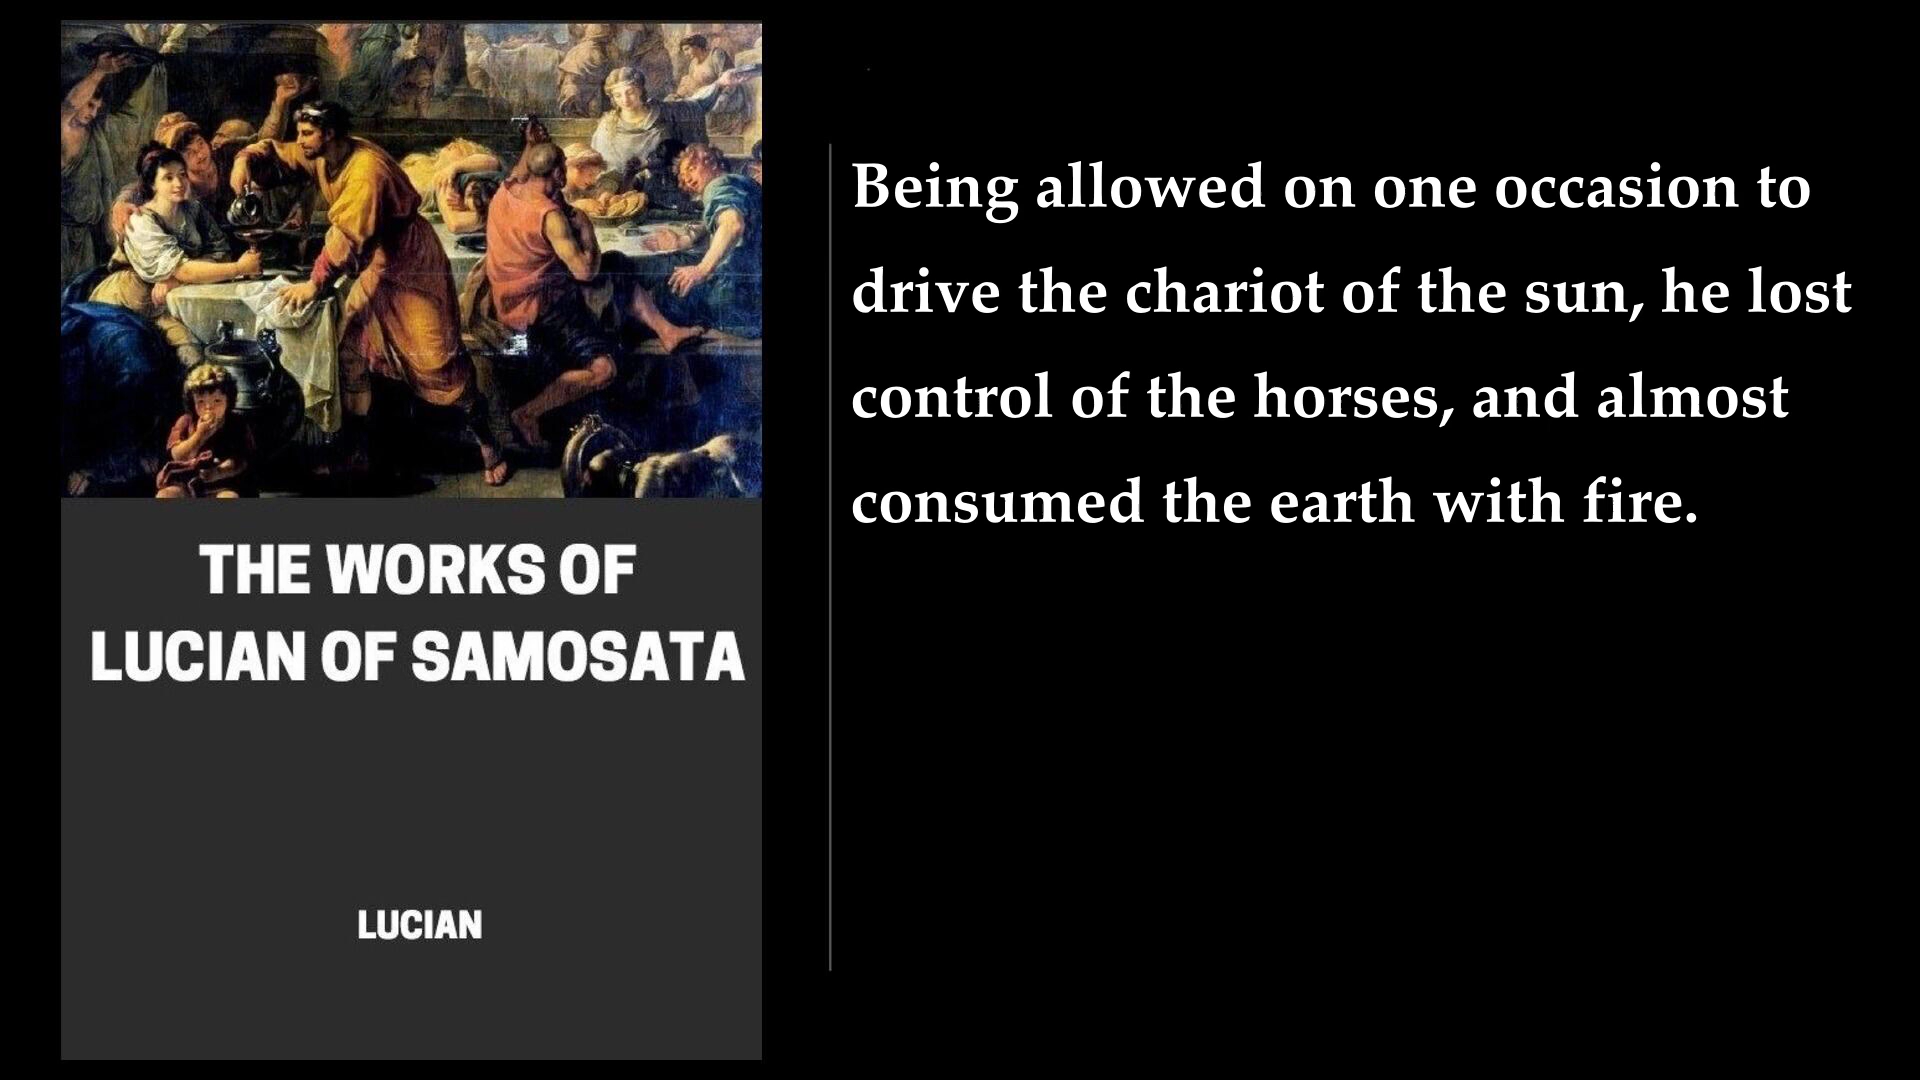 THE WORKS OF
LUCIAN OF SAMOSATA
LUCIAN
Being allowed on one occasion to
drive the chariot of the sun, he lost
control of the horses, and almost
consumed the earth with fire.